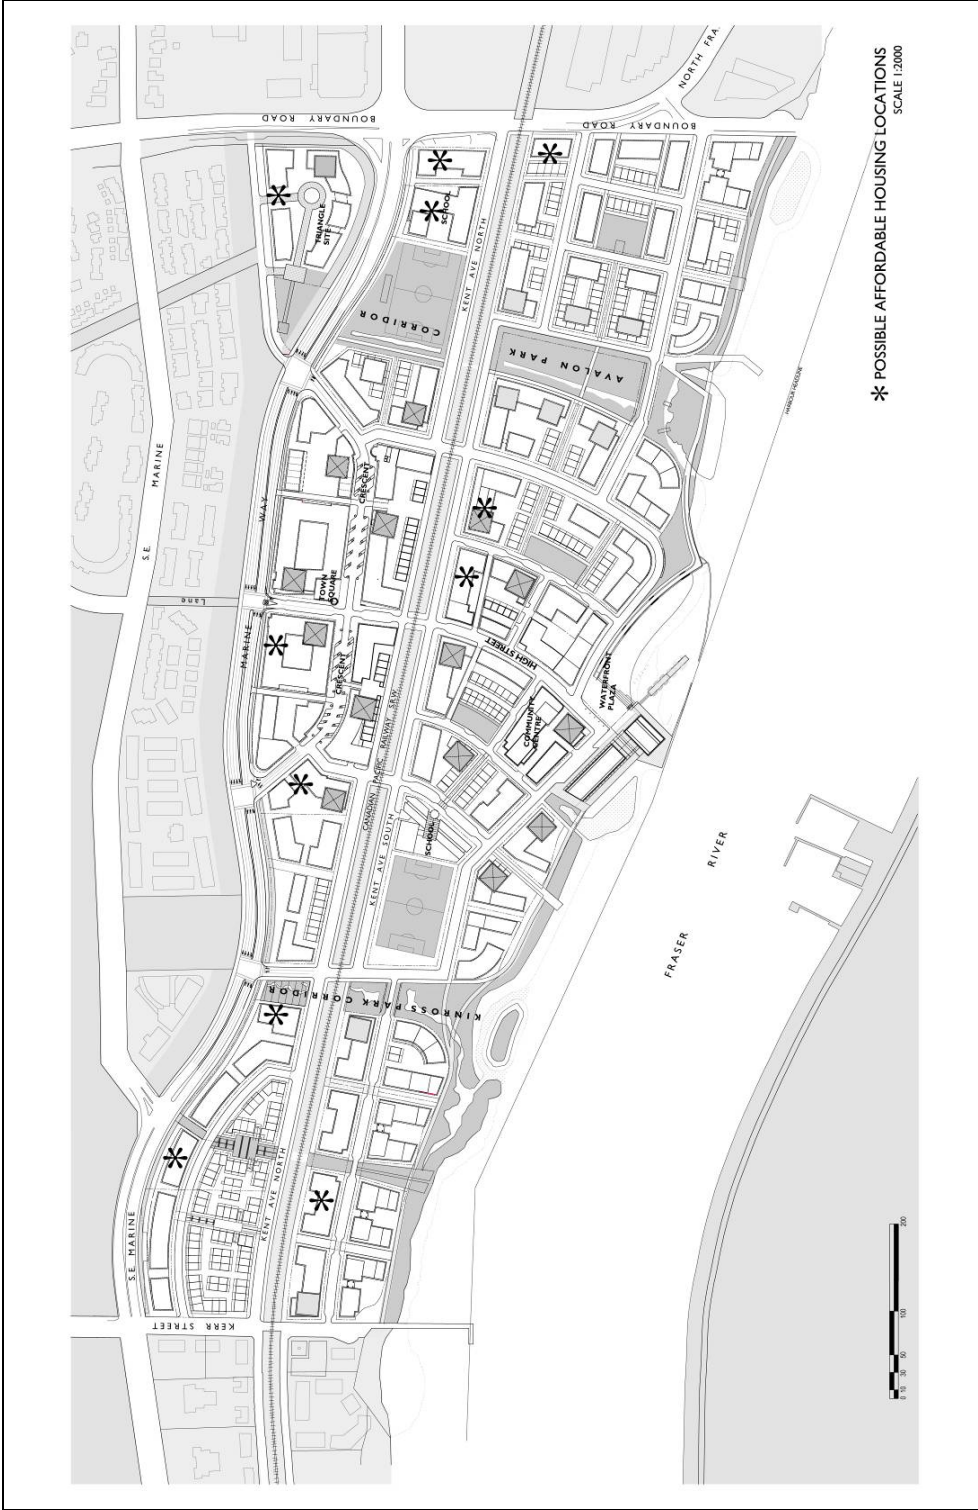 ✱ POSSIBLE AFFORDABLE HOUSING LOCATIONS
SCALE 1:2000
NORTH FRA
BOUNDARY ROAD
BOUNDARY ROAD
TRIANGLE
SITE
SCHOOL
KENT AVE NORTH
CORRIDOR
AVALON PARK
HARBOUR HEADLINE
S.E. MARINE
MARINE WAY
Lane
CRESCENT
TOWN
SQUARE
CRESCENT
HIGH STREET
WATERFRONT
PLAZA
COMMUNITY
CENTRE
CANADIAN PACIFIC RAILWAY S.R.W.
KENT AVE SOUTH
SCHOOL
FRASER RIVER
KINROSS PARK CORRIDOR
KENT AVE NORTH
S.E. MARINE
KERR STREET
0 10 30 50 100 200